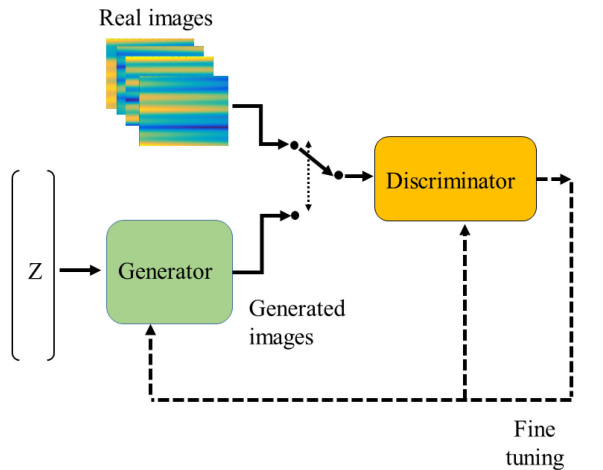 Real images
Discriminator
Z
Generator
Generated
images
Fine
tuning